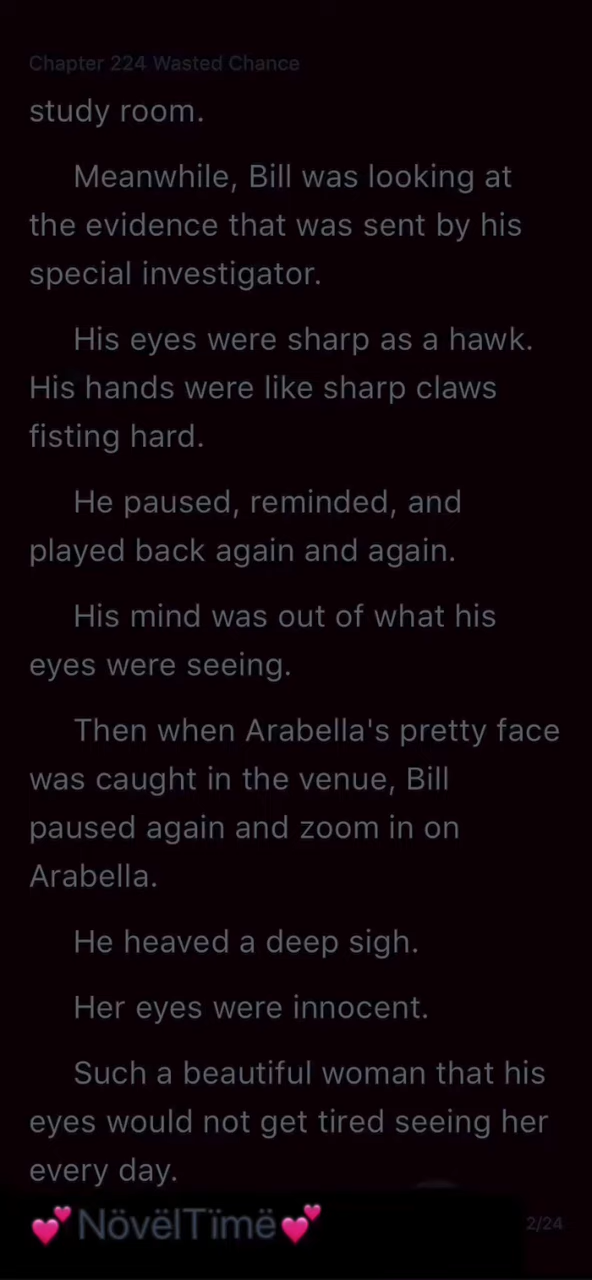 Chapter 224 Wasted Chance
study room.
Meanwhile, Bill was looking at
the evidence that was sent by his
special investigator.
His eyes were sharp as a hawk.
His hands were like sharp claws
fisting hard.
He paused, reminded, and
played back again and again.
His mind was out of what his
eyes were seeing.
Then when Arabella's pretty face
was caught in the venue, Bill
paused again and zoom in on
Arabella.
He heaved a deep sigh.
Her eyes were innocent.
Such a beautiful woman that his
eyes would not get tired seeing her
every day.
💕NövëlTïmë💕
2/24